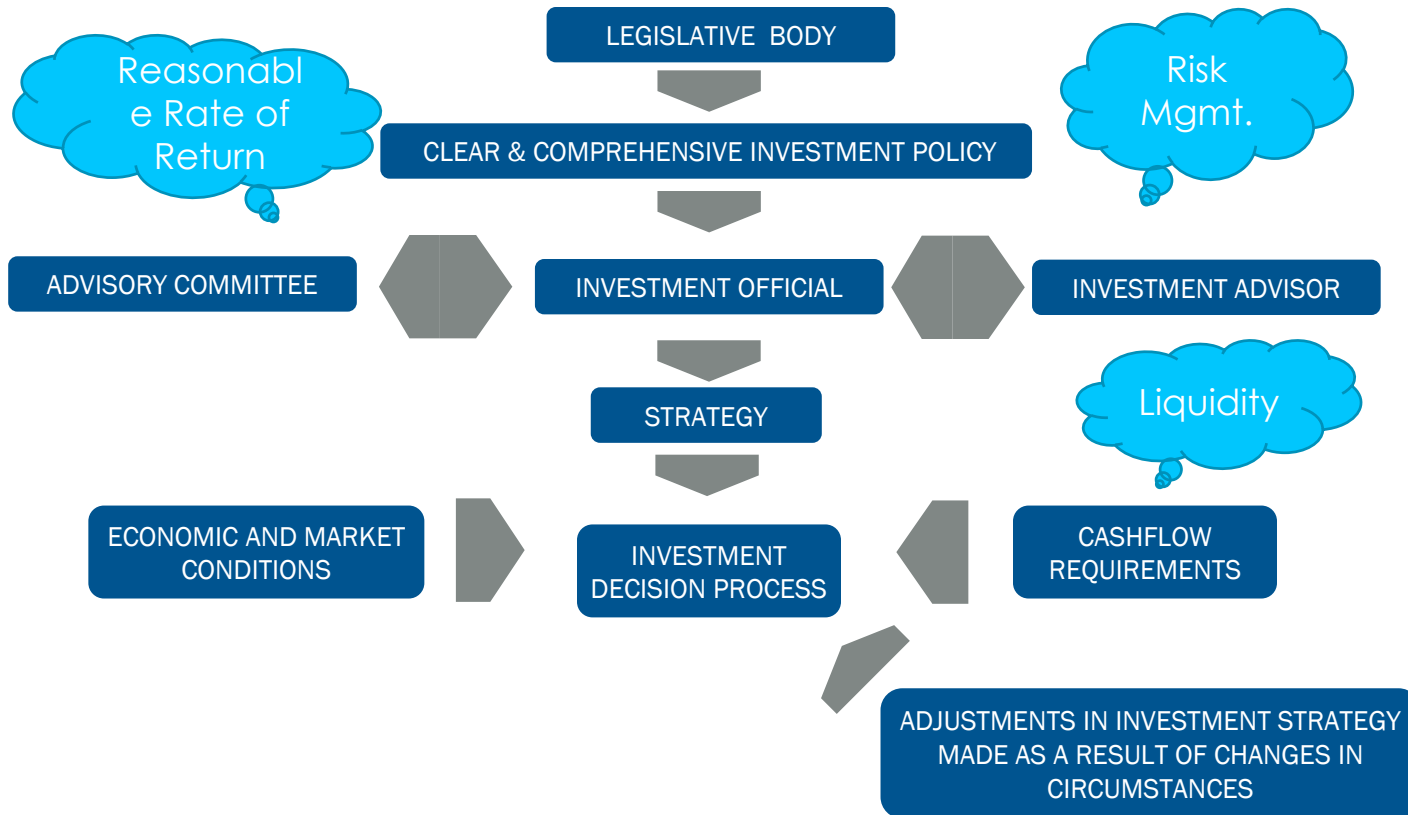 LEGISLATIVE BODY
Reasonabl
e Rate of
Return
Risk
Mgmt.
CLEAR & COMPREHENSIVE INVESTMENT POLICY
ADVISORY COMMITTEE
INVESTMENT OFFICIAL
INVESTMENT ADVISOR
STRATEGY
Liquidity
ECONOMIC AND MARKET
CONDITIONS
INVESTMENT
DECISION PROCESS
CASHFLOW
REQUIREMENTS
ADJUSTMENTS IN INVESTMENT STRATEGY
MADE AS A RESULT OF CHANGES IN
CIRCUMSTANCES